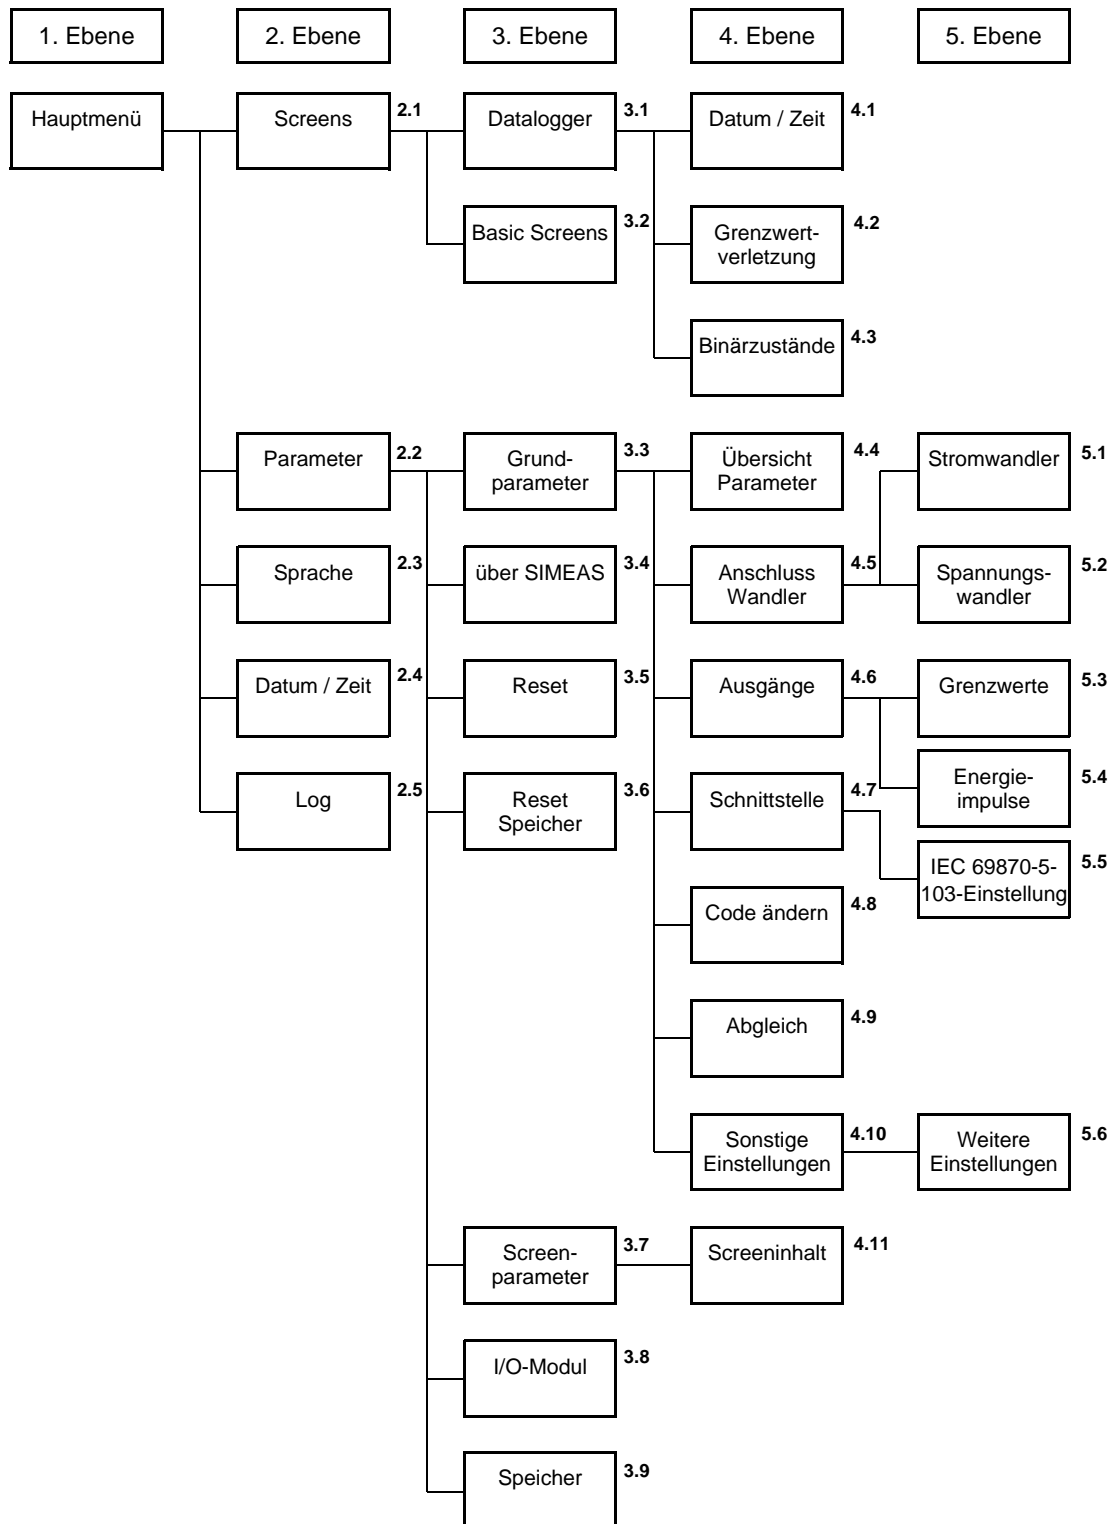 1. Ebene
2. Ebene
3. Ebene
4. Ebene
5. Ebene
Hauptmenü
Screens
2.1
Datalogger
3.1
Datum / Zeit
4.1
Basic Screens
3.2
Grenzwert-
verletzung
4.2
Binärzustände
4.3
Parameter
2.2
Grund-
parameter
3.3
Übersicht
Parameter
4.4
Stromwandler
5.1
Sprache
2.3
über SIMEAS
3.4
Anschluss
Wandler
4.5
Spannungs-
wandler
5.2
Datum / Zeit
2.4
Reset
3.5
Ausgänge
4.6
Grenzwerte
5.3
Energie-
impulse
5.4
Log
2.5
Reset
Speicher
3.6
Schnittstelle
4.7
IEC 69870-5-
103-Einstellung
5.5
Code ändern
4.8
Abgleich
4.9
Sonstige
Einstellungen
4.10
Weitere
Einstellungen
5.6
Screen-
parameter
3.7
Screeninhalt
4.11
I/O-Modul
3.8
Speicher
3.9